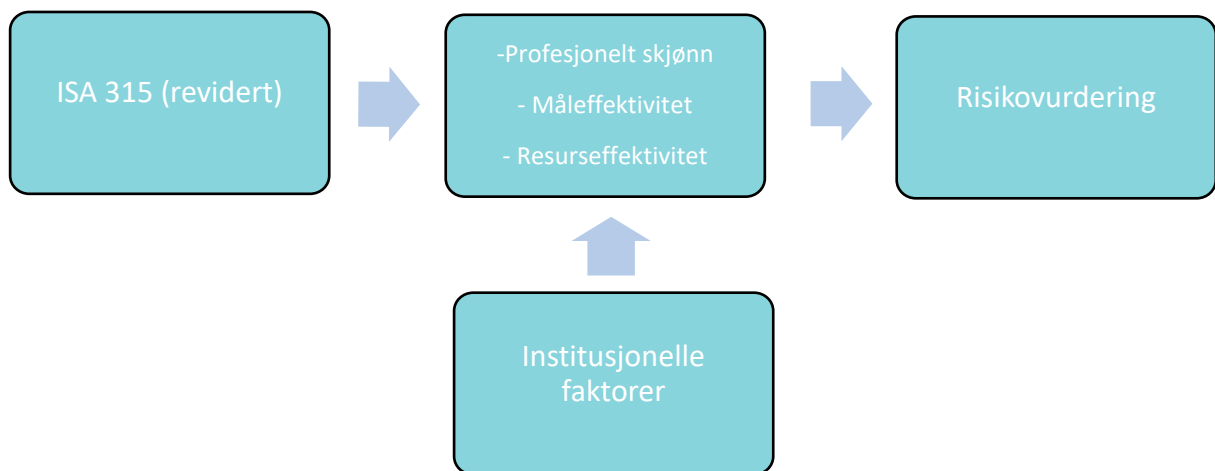 ISA 315 (revidert)
-Profesjonelt skjønn
- Måleffektivitet
- Resurseffektivitet
Risikovurdering
Institusjonelle
faktorer